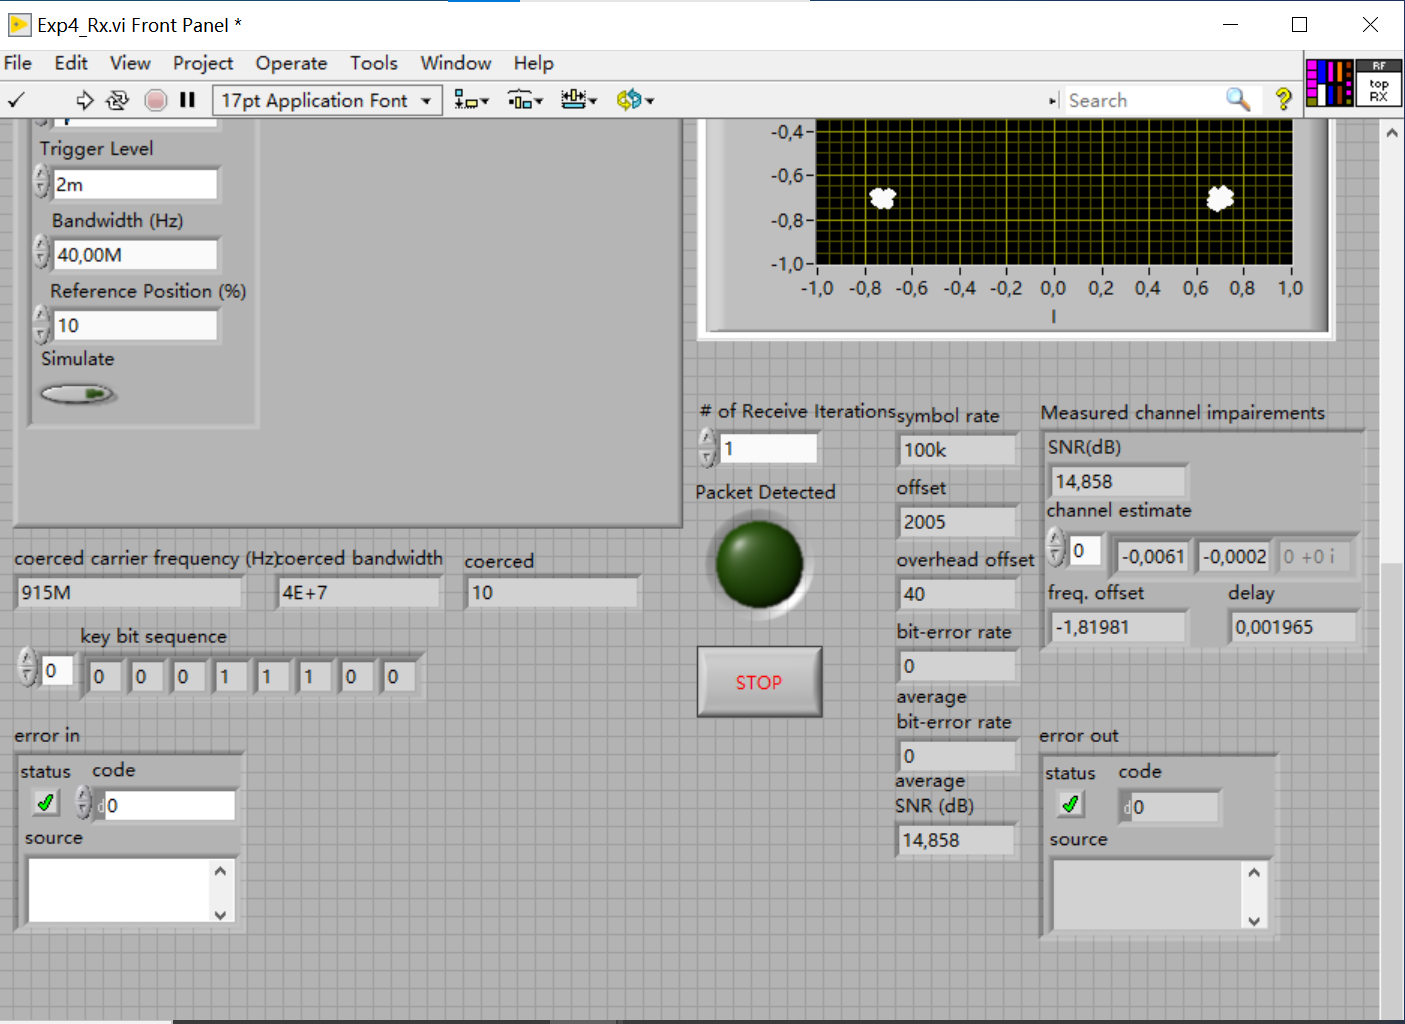 Exp4_Rx.vi Front Panel *
File Edit View Project Operate Tools Window Help
17pt Application Font
Search
RF
top
RX
Trigger Level
2m
Bandwidth (Hz)
40,00M
Reference Position (%)
10
Simulate
-0,4
-0,6
-0,8
-1,0
-1,0 -0,8 -0,6 -0,4 -0,2 0,0 0,2 0,4 0,6 0,8 1,0
I
# of Receive Iterations
1
Packet Detected
STOP
symbol rate
100k
offset
2005
overhead offset
40
bit-error rate
0
average
bit-error rate
0
average
SNR (dB)
14,858
Measured channel impairements
SNR(dB)
14,858
channel estimate
0 -0,0061 -0,0002 0 +0 i
freq. offset delay
-1,81981 0,001965
coerced carrier frequency (Hz) coerced bandwidth coerced
915M 4E+7 10
key bit sequence
0 0 0 0 1 1 1 0 0
error in
status code
d0
source
error out
status code
d0
source